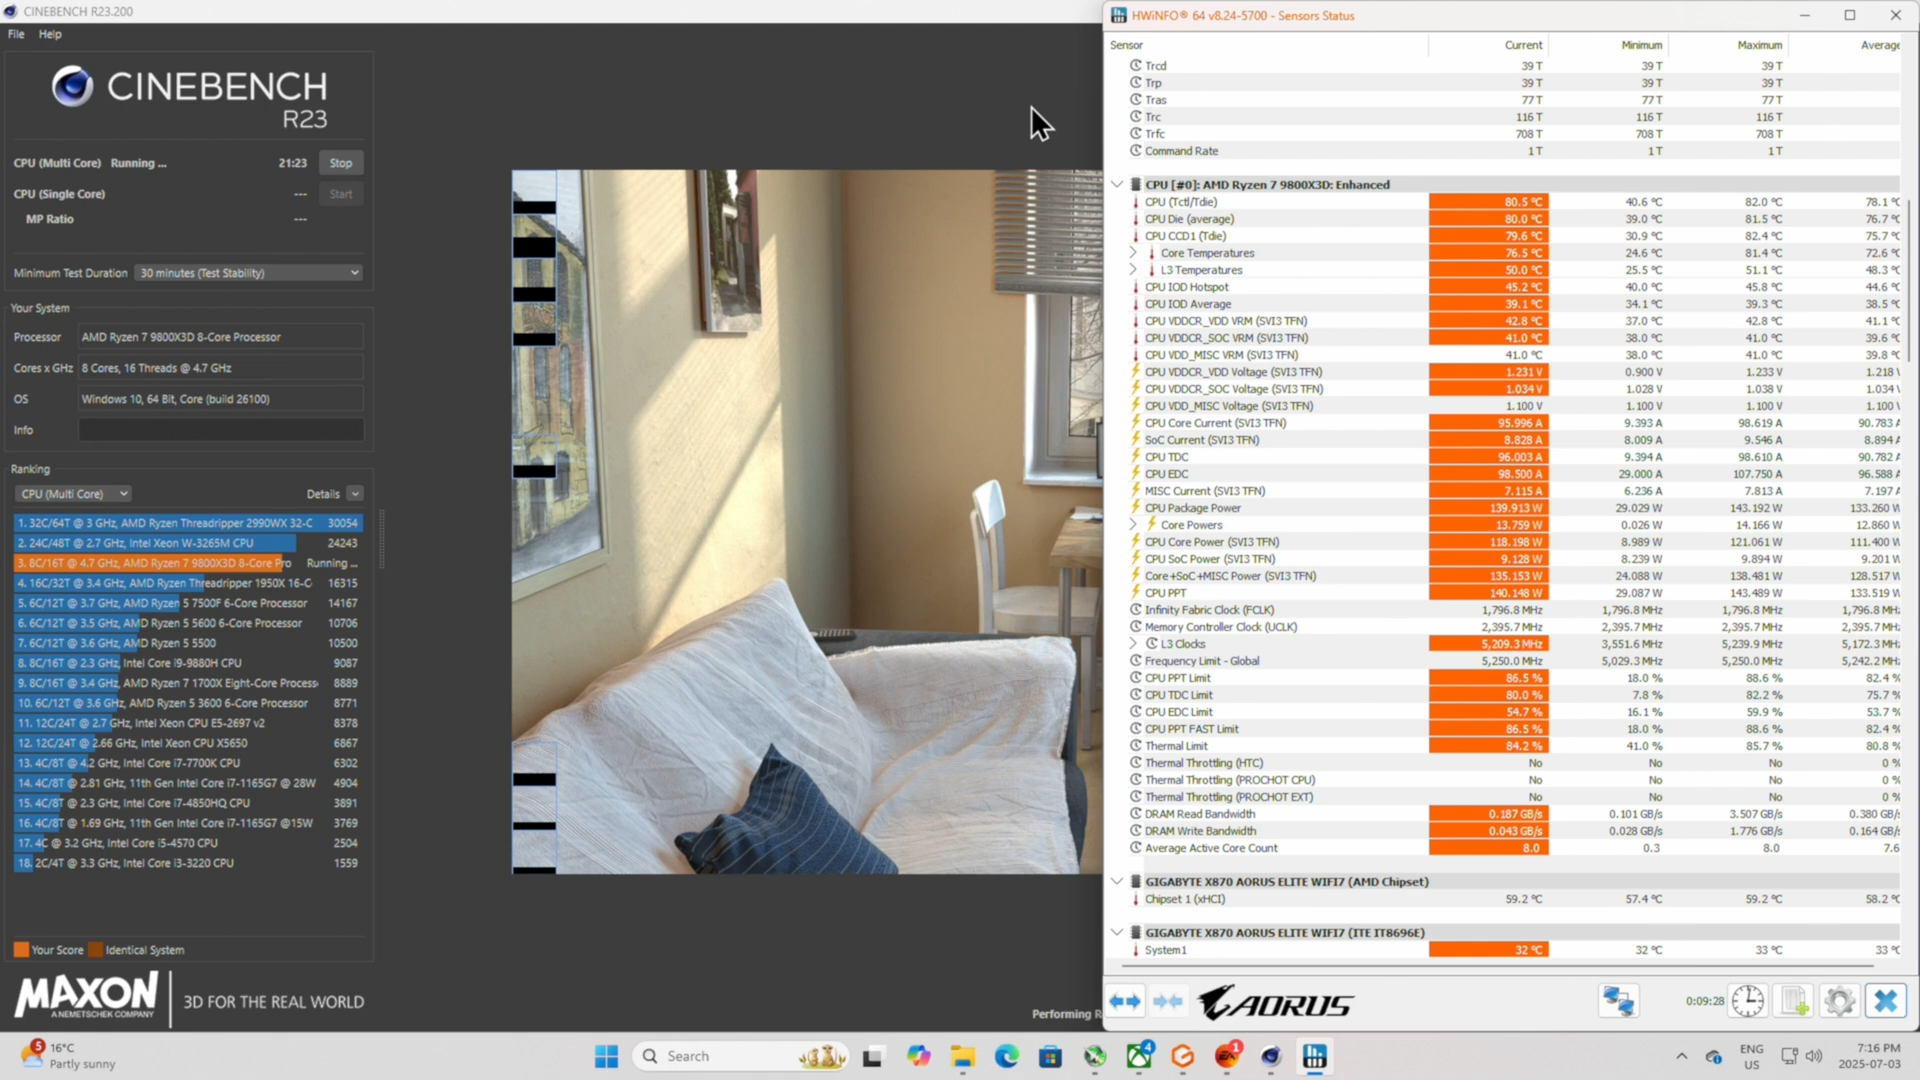 CINEBENCH R23.200
File Help
CINEBENCH
R23
CPU (Multi Core) Running ... 21:23 Stop
CPU (Single Core) --- Start
MP Ratio ---
Minimum Test Duration 30 minutes (Test Stability)
Your System
Processor AMD Ryzen 7 9800X3D 8-Core Processor
Cores x GHz 8 Cores, 16 Threads @ 4.7 GHz
OS Windows 10, 64 Bit, Core (build 26100)
Info
Ranking
CPU (Multi Core) Details
1. 32C/64T @ 3 GHz, AMD Ryzen Threadripper 2990WX 32-C 30054
2. 24C/48T @ 2.7 GHz, Intel Xeon W-3265M CPU 24243
3. 8C/16T @ 4.7 GHz, AMD Ryzen 7 9800X3D 8-Core Pro Running ...
4. 16C/32T @ 3.4 GHz, AMD Ryzen Threadripper 1950X 16-C 16315
5. 6C/12T @ 3.7 GHz, AMD Ryzen 5 7500F 6-Core Processor 14167
6. 6C/12T @ 3.5 GHz, AMD Ryzen 5 5600 6-Core Processor 10706
7. 6C/12T @ 3.6 GHz, AMD Ryzen 5 5500 10500
8. 8C/16T @ 2.3 GHz, Intel Core i9-9880H CPU 9087
9. 8C/16T @ 3.4 GHz, AMD Ryzen 7 1700X Eight-Core Process 8889
10. 6C/12T @ 3.6 GHz, AMD Ryzen 5 3600 6-Core Processor 8771
11. 12C/24T @ 2.7 GHz, Intel Xeon CPU E5-2697 v2 8378
12. 12C/24T @ 2.66 GHz, Intel Xeon CPU X5650 6867
13. 4C/8T @ 4.2 GHz, Intel Core i7-7700K CPU 6302
14. 4C/8T @ 2.81 GHz, 11th Gen Intel Core i7-1165G7 @ 28W 4904
15. 4C/8T @ 2.3 GHz, Intel Core i7-4850HQ CPU 3891
16. 4C/8T @ 1.69 GHz, 11th Gen Intel Core i7-1165G7 @15W 3769
17. 4C @ 3.2 GHz, Intel Core i5-4570 CPU 2504
18. 2C/4T @ 3.3 GHz, Intel Core i3-3220 CPU 1559
Your Score Identical System
MAXON
A NEMETSCHEK COMPANY
3D FOR THE REAL WORLD
Performing R
HWiNFO® 64 v8.24-5700 - Sensors Status
Sensor Current Minimum Maximum Average
Trcd 39 T 39 T 39 T
Trp 39 T 39 T 39 T
Tras 77 T 77 T 77 T
Trc 116 T 116 T 116 T
Trfc 708 T 708 T 708 T
Command Rate 1 T 1 T 1 T
CPU [#0]: AMD Ryzen 7 9800X3D: Enhanced
CPU (Tctl/Tdie) 80.5 °C 40.6 °C 82.0 °C 78.1 °C
CPU Die (average) 80.0 °C 39.0 °C 81.5 °C 76.7 °C
CPU CCD1 (Tdie) 79.6 °C 30.9 °C 82.4 °C 75.7 °C
Core Temperatures 76.5 °C 24.6 °C 81.4 °C 72.6 °C
L3 Temperatures 50.0 °C 25.5 °C 51.1 °C 48.3 °C
CPU IOD Hotspot 45.2 °C 40.0 °C 45.8 °C 44.6 °C
CPU IOD Average 39.1 °C 34.1 °C 39.3 °C 38.5 °C
CPU VDDCR_VDD VRM (SVI3 TFN) 42.8 °C 37.0 °C 42.8 °C 41.1 °C
CPU VDDCR_SOC VRM (SVI3 TFN) 41.0 °C 38.0 °C 41.0 °C 39.6 °C
CPU VDD_MISC VRM (SVI3 TFN) 41.0 °C 38.0 °C 41.0 °C 39.8 °C
CPU VDDCR_VDD Voltage (SVI3 TFN) 1.231 V 0.900 V 1.233 V 1.218 V
CPU VDDCR_SOC Voltage (SVI3 TFN) 1.034 V 1.028 V 1.038 V 1.034 V
CPU VDD_MISC Voltage (SVI3 TFN) 1.100 V 1.100 V 1.100 V 1.100 V
CPU Core Current (SVI3 TFN) 95.996 A 9.393 A 98.619 A 90.783 A
SoC Current (SVI3 TFN) 8.828 A 8.009 A 9.546 A 8.894 A
CPU TDC 96.003 A 9.394 A 98.610 A 90.782 A
CPU EDC 98.500 A 29.000 A 107.750 A 96.588 A
MISC Current (SVI3 TFN) 7.115 A 6.236 A 7.813 A 7.197 A
CPU Package Power 139.913 W 29.029 W 143.192 W 133.260 W
Core Powers 13.759 W 0.026 W 14.166 W 12.860 W
CPU Core Power (SVI3 TFN) 118.198 W 8.989 W 121.061 W 111.400 W
CPU SoC Power (SVI3 TFN) 9.128 W 8.239 W 9.894 W 9.201 W
Core+SoC+MISC Power (SVI3 TFN) 135.153 W 24.088 W 138.481 W 128.517 W
CPU PPT 140.148 W 29.087 W 143.489 W 133.519 W
Infinity Fabric Clock (FCLK) 1,796.8 MHz 1,796.8 MHz 1,796.8 MHz 1,796.8 MHz
Memory Controller Clock (UCLK) 2,395.7 MHz 2,395.7 MHz 2,395.7 MHz 2,395.7 MHz
L3 Clocks 5,209.3 MHz 3,551.6 MHz 5,239.9 MHz 5,172.3 MHz
Frequency Limit - Global 5,250.0 MHz 5,029.3 MHz 5,250.0 MHz 5,242.2 MHz
CPU PPT Limit 86.5 % 18.0 % 88.6 % 82.4 %
CPU TDC Limit 80.0 % 7.8 % 82.2 % 75.7 %
CPU EDC Limit 54.7 % 16.1 % 59.9 % 53.7 %
CPU PPT FAST Limit 86.5 % 18.0 % 88.6 % 82.4 %
Thermal Limit 84.2 % 41.0 % 85.7 % 80.8 %
Thermal Throttling (HTC) No No No 0 %
Thermal Throttling (PROCHOT CPU) No No No 0 %
Thermal Throttling (PROCHOT EXT) No No No 0 %
DRAM Read Bandwidth 0.187 GB/s 0.101 GB/s 3.507 GB/s 0.380 GB/s
DRAM Write Bandwidth 0.043 GB/s 0.028 GB/s 1.776 GB/s 0.164 GB/s
Average Active Core Count 8.0 0.3 8.0 7.6
GIGABYTE X870 AORUS ELITE WIFI7 (AMD Chipset)
Chipset 1 (xHCI) 59.2 °C 57.4 °C 59.2 °C 58.2 °C
GIGABYTE X870 AORUS ELITE WIFI7 (ITE IT8696E)
System1 32 °C 32 °C 33 °C 33 °C
AORUS 0:09:28
5 16°C
Partly sunny
Search
4 1
ENG
US
7:16 PM
2025-07-03